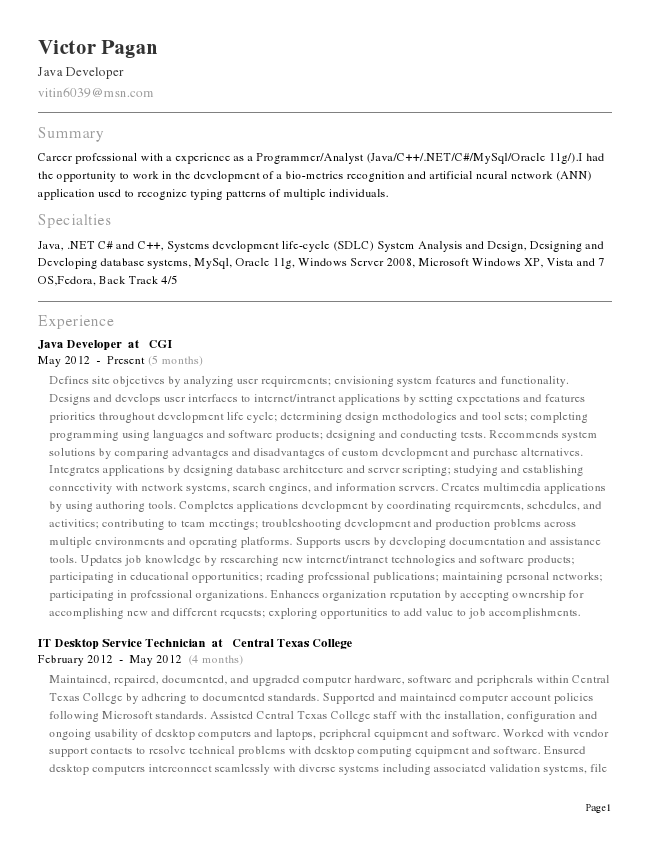 Victor Pagan
Java Developer
vitin6039@msn.com
Summary
Career professional with a experience as a Programmer/Analyst (Java/C++/.NET/C#/MySql/Oracle 11g/).I had
the opportunity to work in the development of a bio-metrics recognition and artificial neural network (ANN)
application used to recognize typing patterns of multiple individuals.
Specialties
Java, .NET C# and C++, Systems development life-cycle (SDLC) System Analysis and Design, Designing and
Developing database systems, MySql, Oracle 11g, Windows Server 2008, Microsoft Windows XP, Vista and 7
OS,Fedora, Back Track 4/5
Experience
Java Developer at CGI
May 2012 - Present (5 months)
Defines site objectives by analyzing user requirements; envisioning system features and functionality.
Designs and develops user interfaces to internet/intranet applications by setting expectations and features
priorities throughout development life cycle; determining design methodologies and tool sets; completing
programming using languages and software products; designing and conducting tests. Recommends system
solutions by comparing advantages and disadvantages of custom development and purchase alternatives.
Integrates applications by designing database architecture and server scripting; studying and establishing
connectivity with network systems, search engines, and information servers. Creates multimedia applications
by using authoring tools. Completes applications development by coordinating requirements, schedules, and
activities; contributing to team meetings; troubleshooting development and production problems across
multiple environments and operating platforms. Supports users by developing documentation and assistance
tools. Updates job knowledge by researching new internet/intranet technologies and software products;
participating in educational opportunities; reading professional publications; maintaining personal networks;
participating in professional organizations. Enhances organization reputation by accepting ownership for
accomplishing new and different requests; exploring opportunities to add value to job accomplishments.
IT Desktop Service Technician at Central Texas College
February 2012 - May 2012 (4 months)
Maintained, repaired, documented, and upgraded computer hardware, software and peripherals within Central
Texas College by adhering to documented standards. Supported and maintained computer account policies
following Microsoft standards. Assisted Central Texas College staff with the installation, configuration and
ongoing usability of desktop computers and laptops, peripheral equipment and software. Worked with vendor
support contacts to resolve technical problems with desktop computing equipment and software. Ensured
desktop computers interconnect seamlessly with diverse systems including associated validation systems, file
Page1